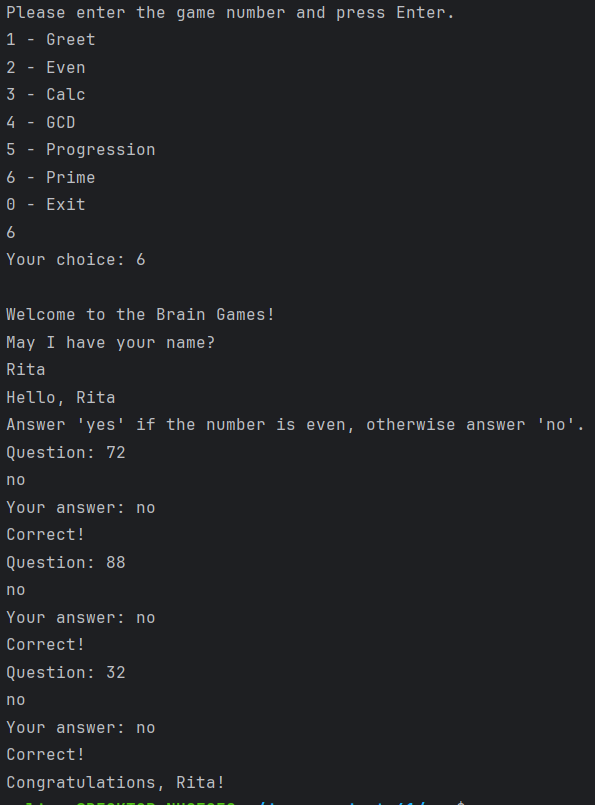 Please enter the game number and press Enter.
1 - Greet
2 - Even
3 - Calc
4 - GCD
5 - Progression
6 - Prime
0 - Exit
6
Your choice: 6
Welcome to the Brain Games!
May I have your name?
Rita
Hello, Rita
Answer 'yes' if the number is even, otherwise answer 'no'.
Question: 72
no
Your answer: no
Correct!
Question: 88
no
Your answer: no
Correct!
Question: 32
no
Your answer: no
Correct!
Congratulations, Rita!